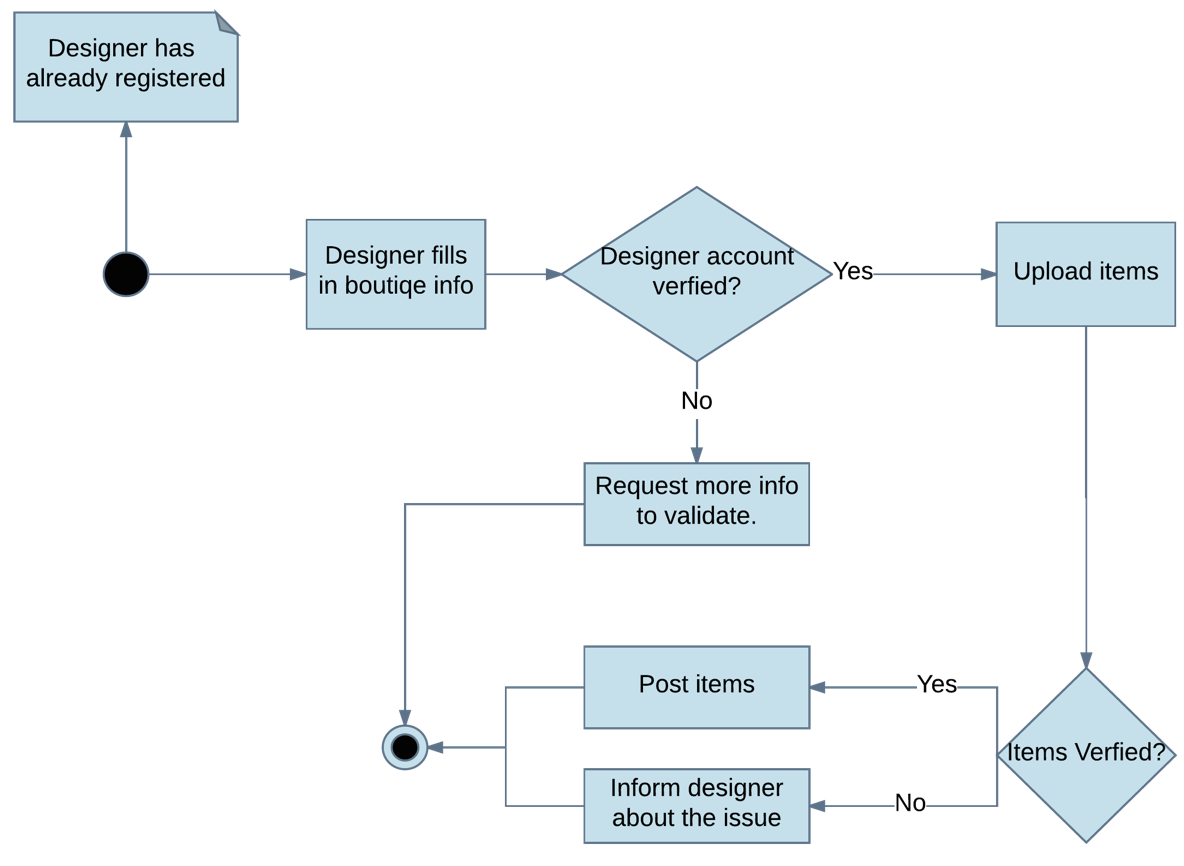 Designer has
already registered
Designer fills
in boutiqe info
Designer account
verfied?
Yes
Upload items
No
Request more info
to validate.
Post items
Yes
Items Verfied?
Inform designer
about the issue
No